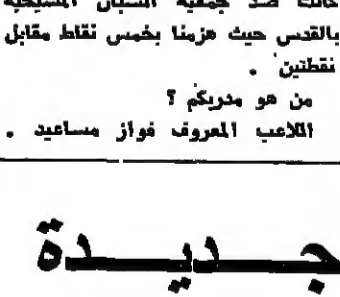 كانت ضد جمعية الشبان المسيحية
بالقدس حيث هزمنا بخمس نقاط مقابل
نقطتين .
من هو مدربكم ؟
اللاعب المعروف فواز مساعيد .
جـــديـــدة